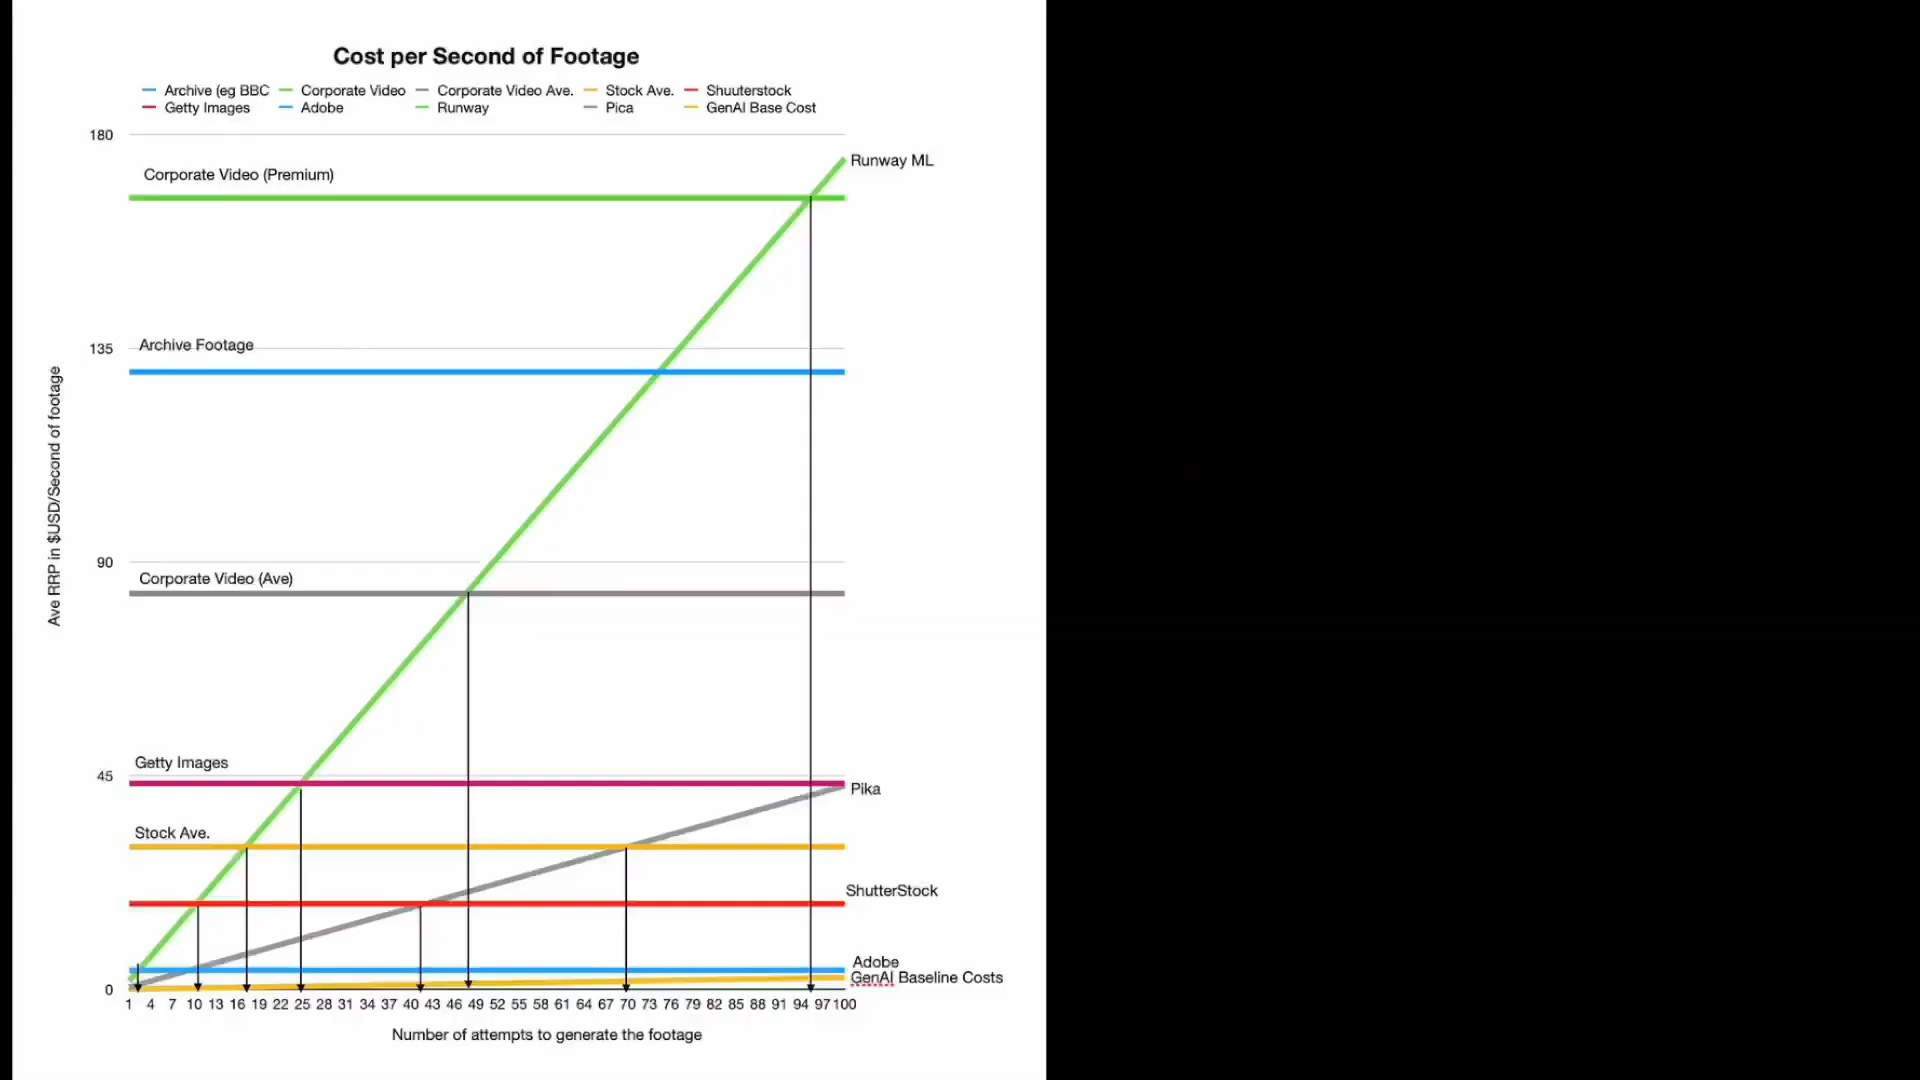 Cost per Second of Footage
Archive (eg BBC Corporate Video Corporate Video Ave. Stock Ave. Shuuterstock
Getty Images Adobe Runway Pica GenAI Base Cost
180
Runway ML
Corporate Video (Premium)
135
Archive Footage
Ave RRP in $USD/Second of footage
90
Corporate Video (Ave)
Getty Images
45
Pika
Stock Ave.
ShutterStock
Adobe
GenAI Baseline Costs
0
1 4 7 10 13 16 19 22 25 28 31 34 37 40 43 46 49 52 55 58 61 64 67 70 73 76 79 82 85 88 91 94 97 100
Number of attempts to generate the footage